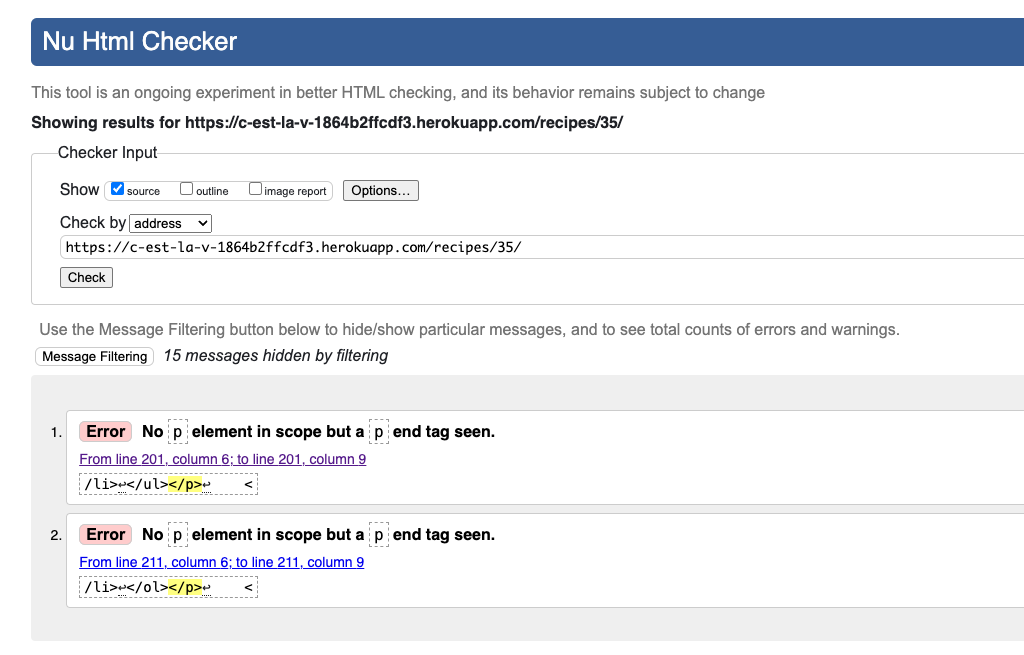 Nu Html Checker
This tool is an ongoing experiment in better HTML checking, and its behavior remains subject to change
Showing results for https://c-est-la-v-1864b2ffcdf3.herokuapp.com/recipes/35/
Checker Input
Show source outline image report Options...
Check by address
https://c-est-la-v-1864b2ffcdf3.herokuapp.com/recipes/35/
Check
Use the Message Filtering button below to hide/show particular messages, and to see total counts of errors and warnings.
Message Filtering 15 messages hidden by filtering
1. Error No p element in scope but a p end tag seen.
From line 201, column 6; to line 201, column 9
/li>↩</ul></p>↩    <
2. Error No p element in scope but a p end tag seen.
From line 211, column 6; to line 211, column 9
/li>↩</ol></p>↩    <